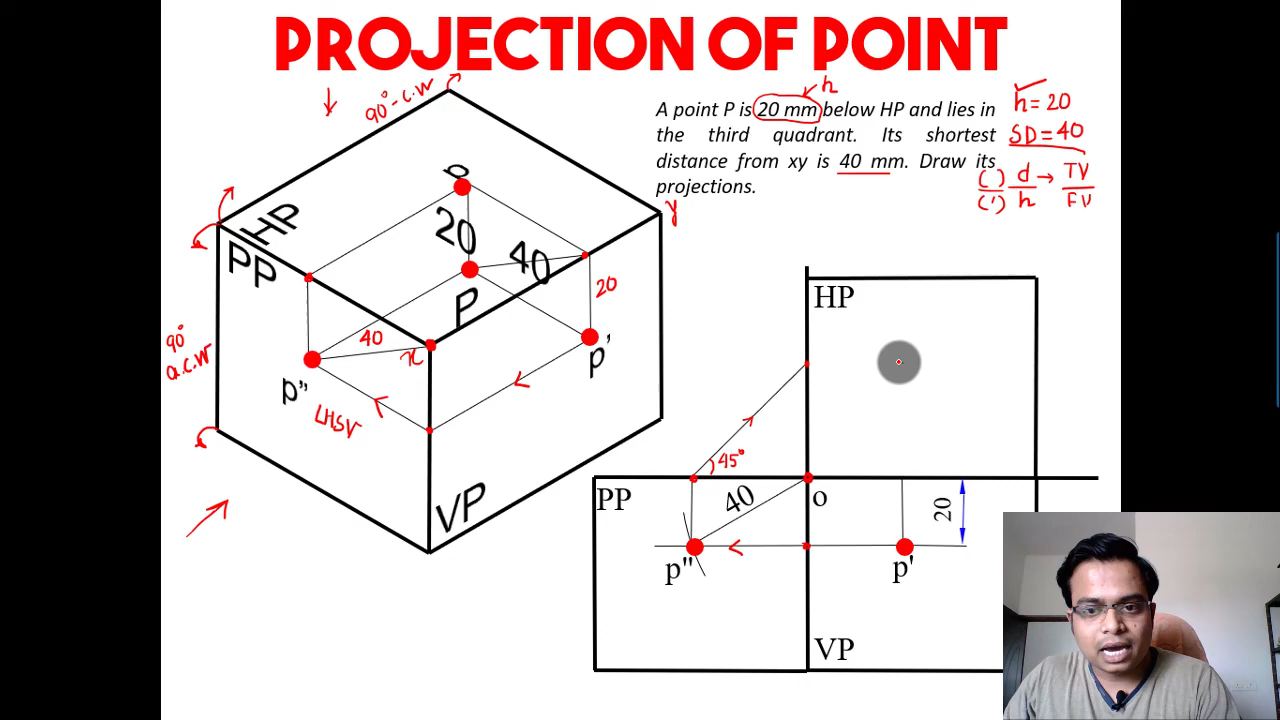 PROJECTION OF POINT
A point P is 20 mm below HP and lies in
the third quadrant. Its shortest
distance from xy is 40 mm. Draw its
projections.
h
h = 20
SD = 40
( ) d → TV
(') h FV
90° - C.W
HP
PP
p
20
40
P
20
y
40
x
p'
p"
LHSV
90°
a.c.w
VP
HP
45°
PP
40
o
20
p"
p'
VP